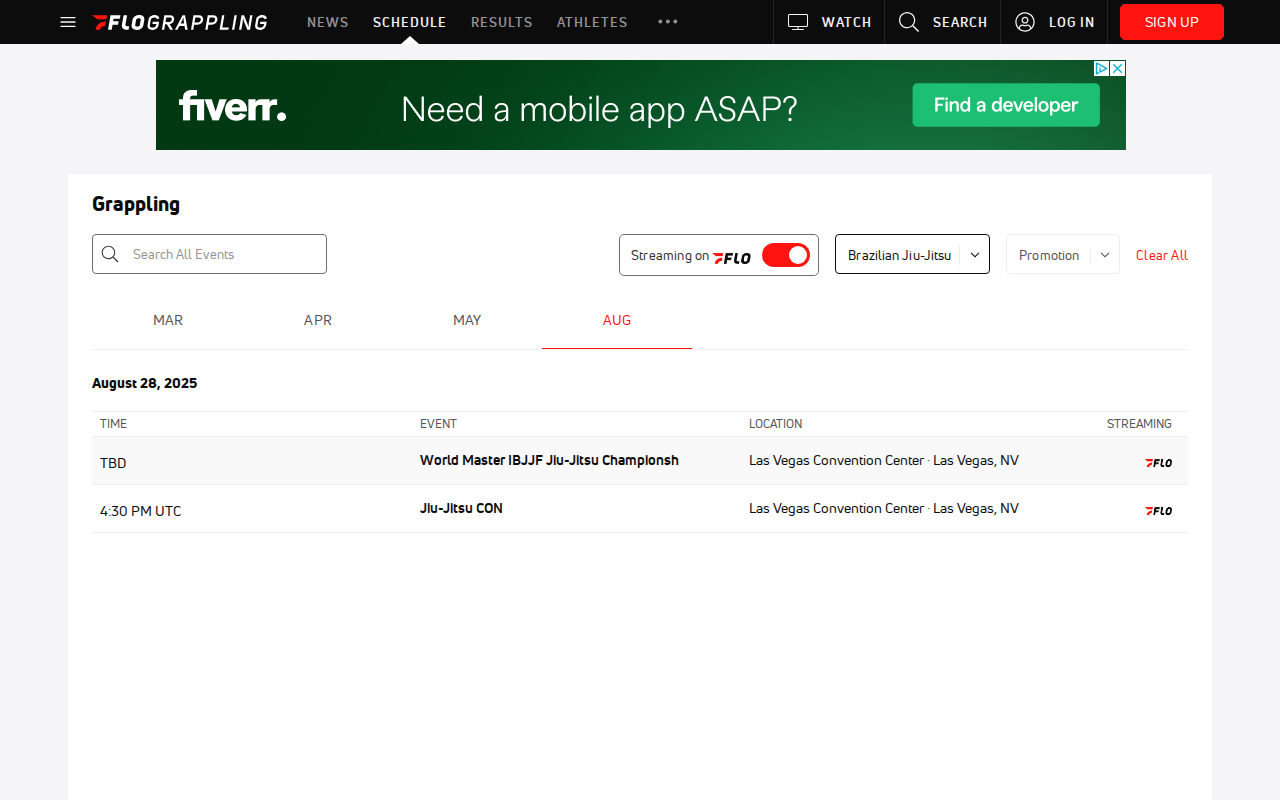 FLOGRAPPLING NEWS SCHEDULE RESULTS ATHLETES WATCH SEARCH LOG IN SIGN UP
fiverr. Need a mobile app ASAP? Find a developer
Grappling
Search All Events Streaming on FLO Brazilian Jiu-Jitsu Promotion Clear All
MAR APR MAY AUG
August 28, 2025
TIME EVENT LOCATION STREAMING
TBD World Master IBJJF Jiu-Jitsu Championsh Las Vegas Convention Center · Las Vegas, NV FLO
4:30 PM UTC Jiu-Jitsu CON Las Vegas Convention Center · Las Vegas, NV FLO